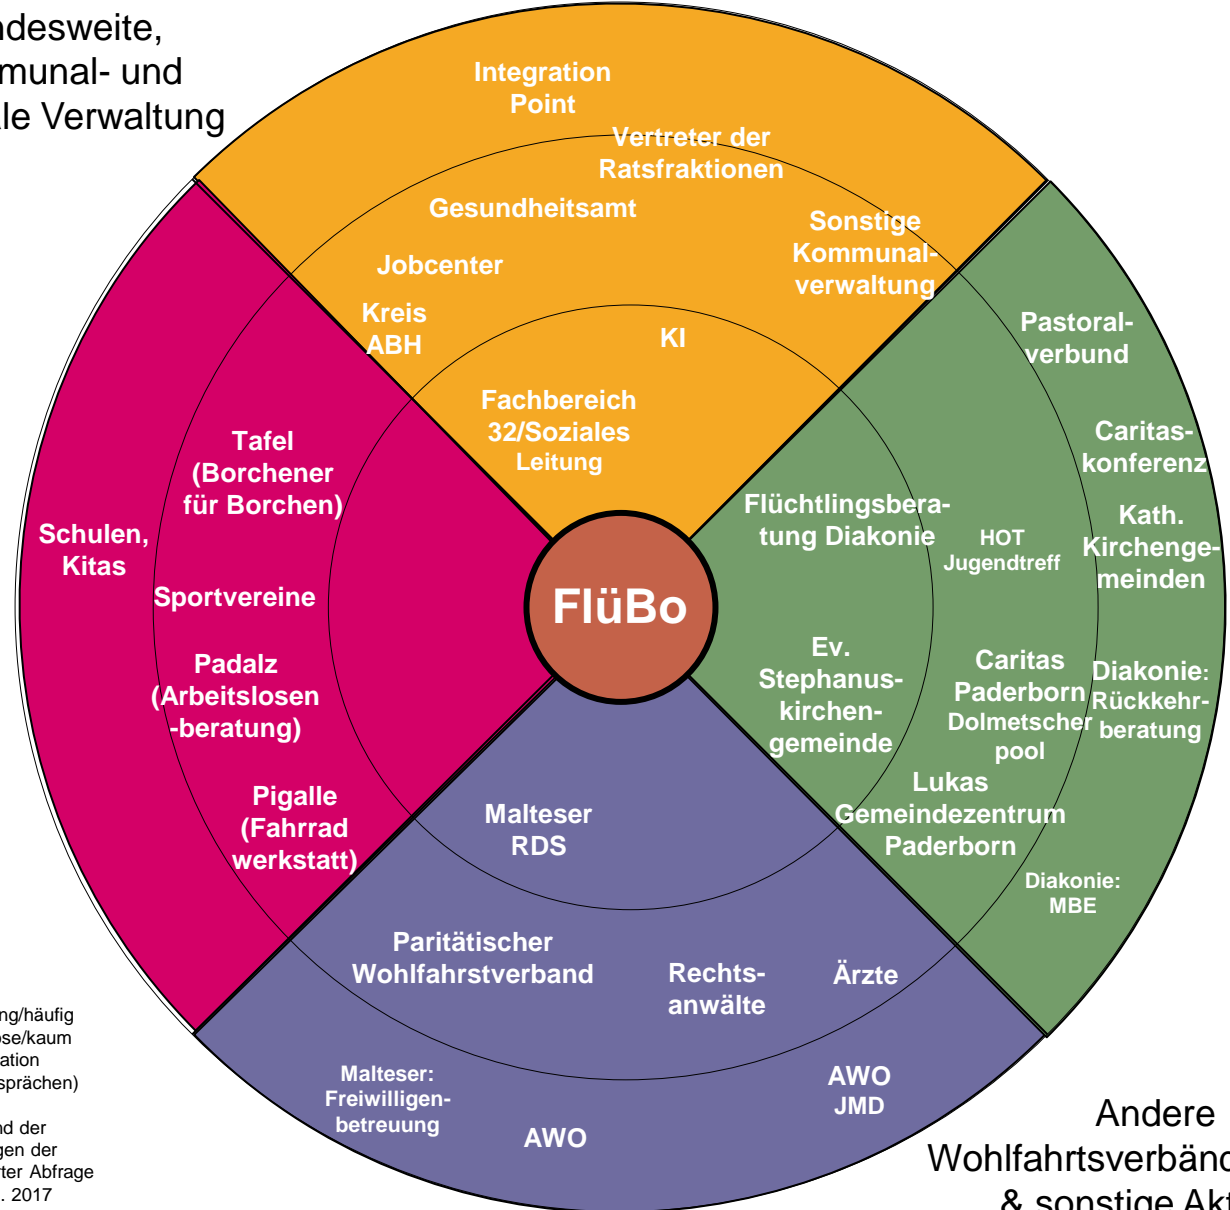 ndesweite,
munal- und
ale Verwaltung
Integration
Point
Vertreter der
Ratsfraktionen
Gesundheitsamt
Sonstige
Kommunal-
verwaltung
Jobcenter
Kreis
ABH
KI
Fachbereich
32/Soziales
Leitung
Pastoral-
verbund
Caritas-
konferenz
Kath.
Kirchenge-
meinden
Flüchtlingsbera-
tung Diakonie
HOT
Jugendtreff
Ev.
Stephanus-
kirchen-
gemeinde
Caritas
Paderborn
Dolmetscher
pool
Diakonie:
Rückkehr-
beratung
Lukas
Gemeindezentrum
Paderborn
Diakonie:
MBE
FlüBo
Tafel
(Borchener
für Borchen)
Schulen,
Kitas
Sportvereine
Padalz
(Arbeitslosen
-beratung)
Pigalle
(Fahrrad
werkstatt)
Malteser
RDS
Paritätischer
Wohlfahrstverband
Rechts-
anwälte
Ärzte
Malteser:
Freiwilligen-
betreuung
AWO
AWO
JMD
ng/häufig
ose/kaum
ation
sprächen)
nd der
gen der
rter Abfrage
. 2017
Andere
Wohlfahrtsverbänd
& sonstige Akt